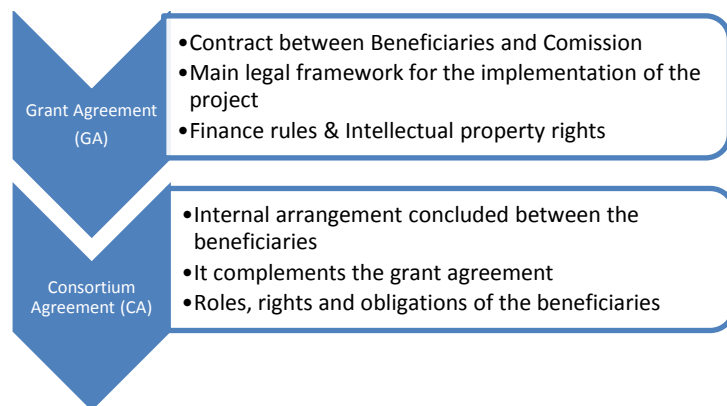 Grant Agreement
(GA)
•Contract between Beneficiaries and Comission
•Main legal framework for the implementation of the
project
•Finance rules & Intellectual property rights
Consortium
Agreement (CA)
•Internal arrangement concluded between the
beneficiaries
•It complements the grant agreement
•Roles, rights and obligations of the beneficiaries